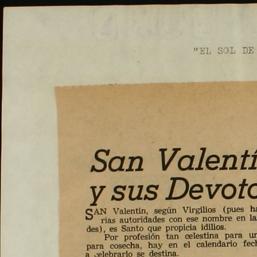 "EL SOL DE
San Valentí
y sus Devoto
SAN Valentín, según Virgilios (pues ha
rias autoridades con ese nombre en la
des), es Santo que propicia idilios.
Por profesión tan celestina para un
para cosecha, hay en el calendario fech
a celebrarlo se destina.